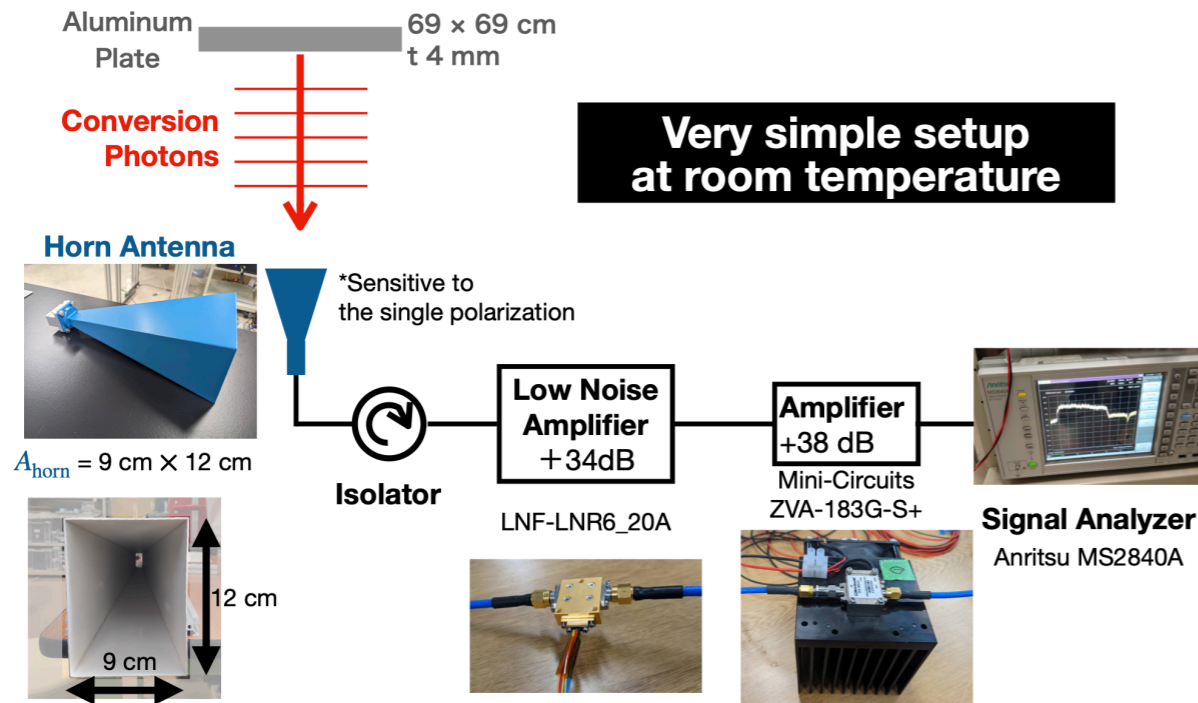 Aluminum
Plate
69 × 69 cm
t 4 mm
Conversion
Photons
Very simple setup
at room temperature
Horn Antenna
*Sensitive to
the single polarization
A_horn = 9 cm × 12 cm
Isolator
Low Noise
Amplifier
+34dB
LNF-LNR6_20A
Amplifier
+38 dB
Mini-Circuits
ZVA-183G-S+
Signal Analyzer
Anritsu MS2840A
12 cm
9 cm